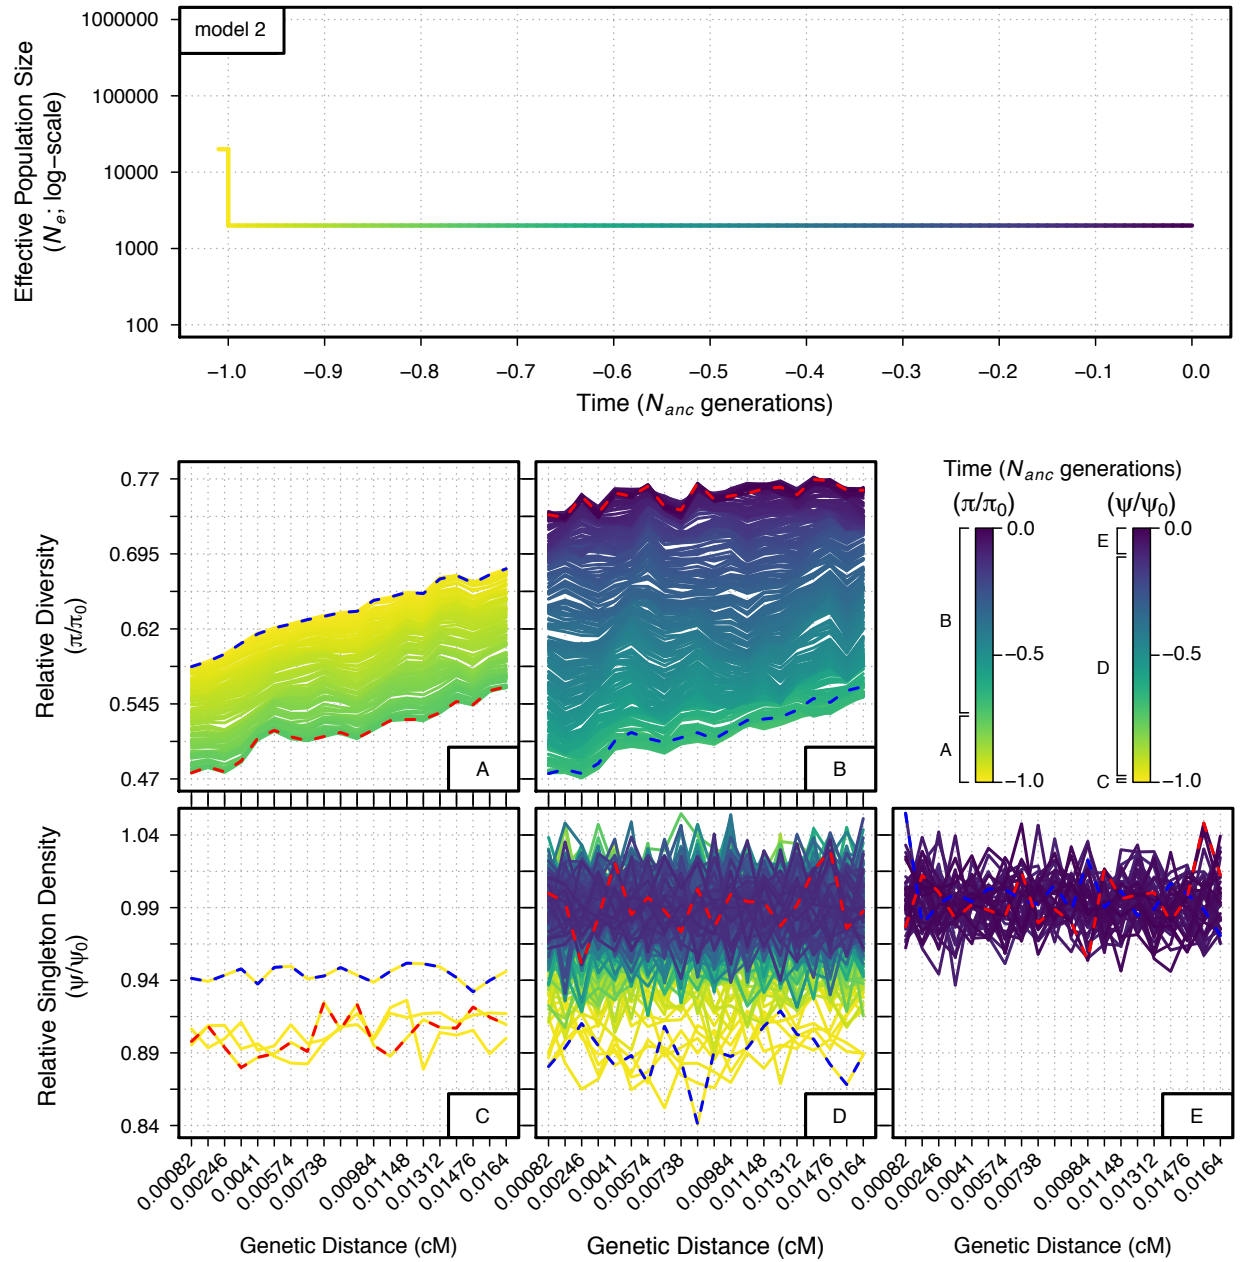 model 2
Effective Population Size
(Ne; log−scale)
1000000
100000
10000
1000
100
−1.0 −0.9 −0.8 −0.7 −0.6 −0.5 −0.4 −0.3 −0.2 −0.1 0.0
Time (Nanc generations)
Relative Diversity
(π/π0)
0.77
0.695
0.62
0.545
0.47
A
B
Time (Nanc generations)
(π/π0) (ψ/ψ0)
0.0 0.0
−0.5 −0.5
−1.0 −1.0
B
A
E
D
C
Relative Singleton Density
(ψ/ψ0)
1.04
0.99
0.94
0.89
0.84
C
D
E
0.00082 0.00246 0.0041 0.00574 0.00738 0.00984 0.01148 0.01312 0.01476 0.0164
0.00082 0.00246 0.0041 0.00574 0.00738 0.00984 0.01148 0.01312 0.01476 0.0164
0.00082 0.00246 0.0041 0.00574 0.00738 0.00984 0.01148 0.01312 0.01476 0.0164
Genetic Distance (cM)
Genetic Distance (cM)
Genetic Distance (cM)